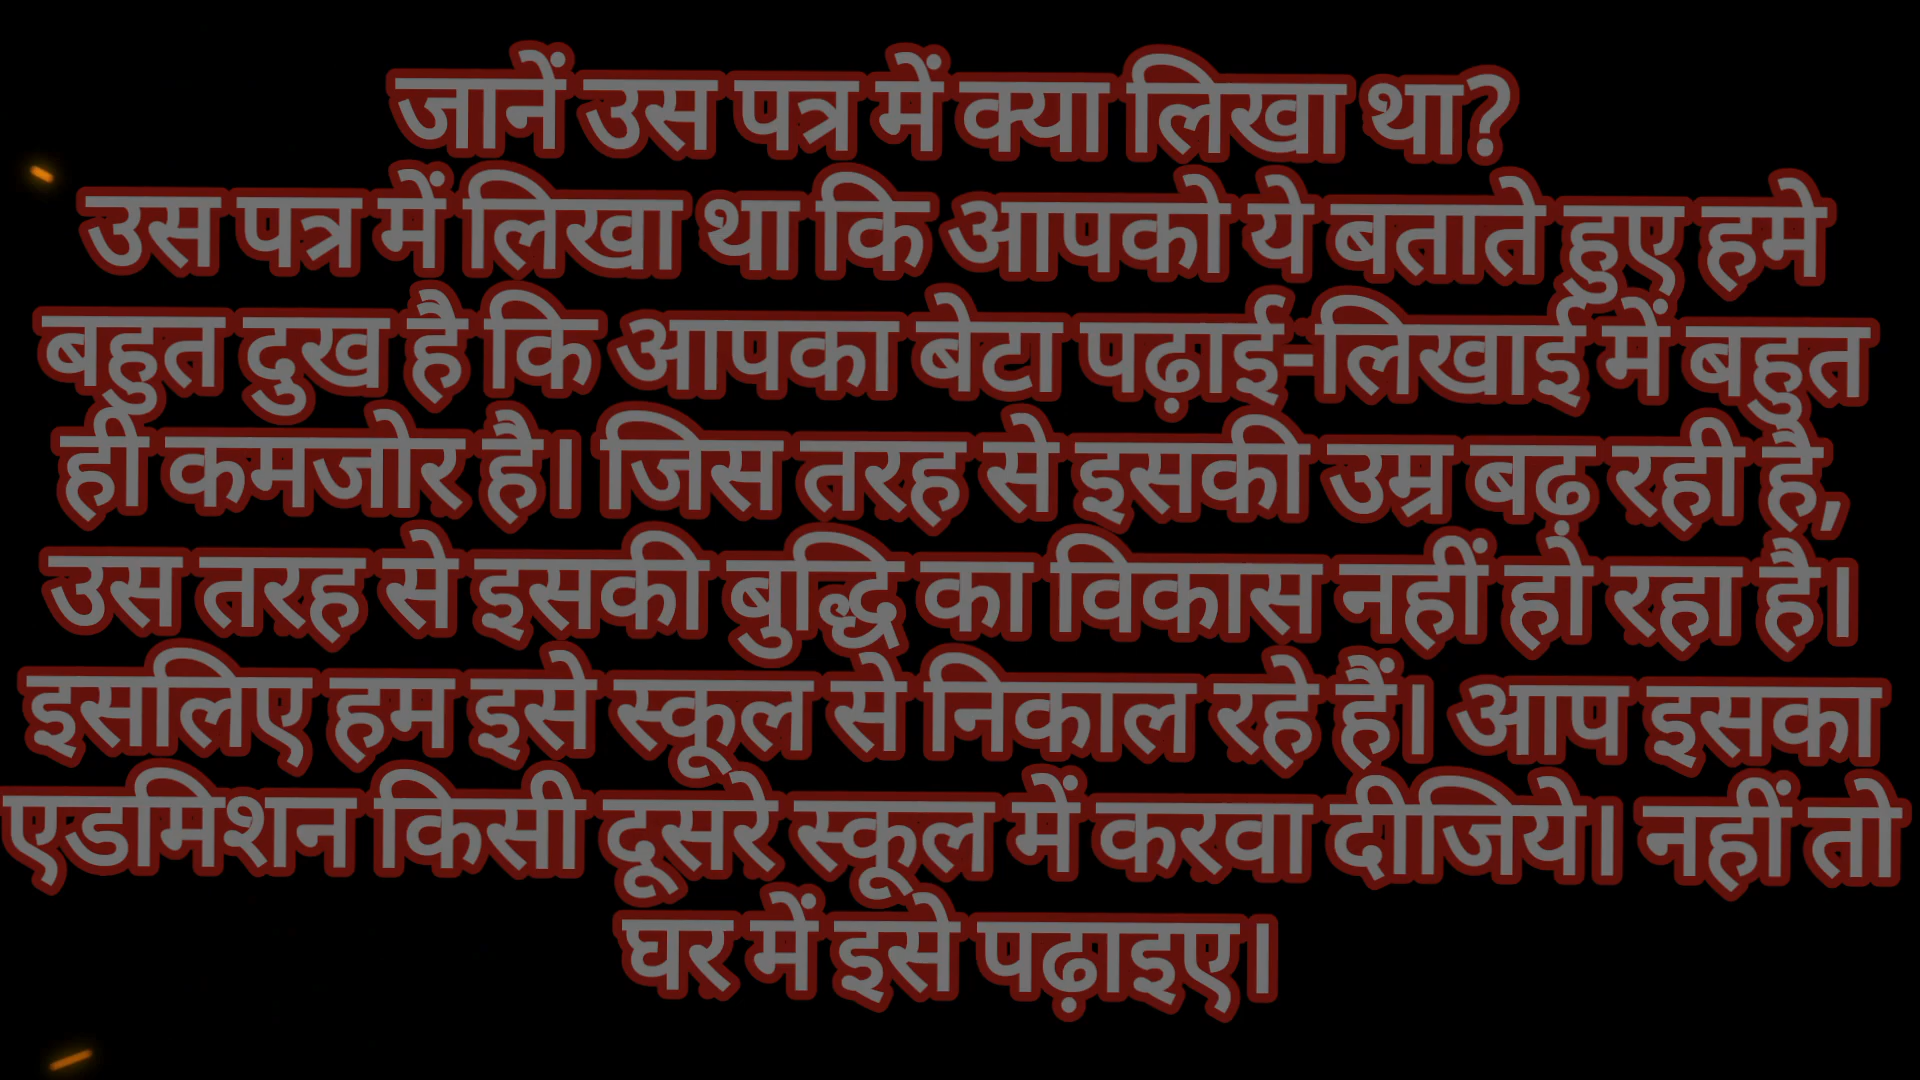 जानें उस पत्र में क्या लिखा था?
उस पत्र में लिखा था कि आपको ये बताते हुए हमे
बहुत दुख है कि आपका बेटा पढ़ाई-लिखाई में बहुत
ही कमजोर है। जिस तरह से इसकी उम्र बढ़ रही है,
उस तरह से इसकी बुद्धि का विकास नहीं हो रहा है।
इसलिए हम इसे स्कूल से निकाल रहे हैं। आप इसका
एडमिशन किसी दूसरे स्कूल में करवा दीजिये। नहीं तो
घर में इसे पढ़ाइए।